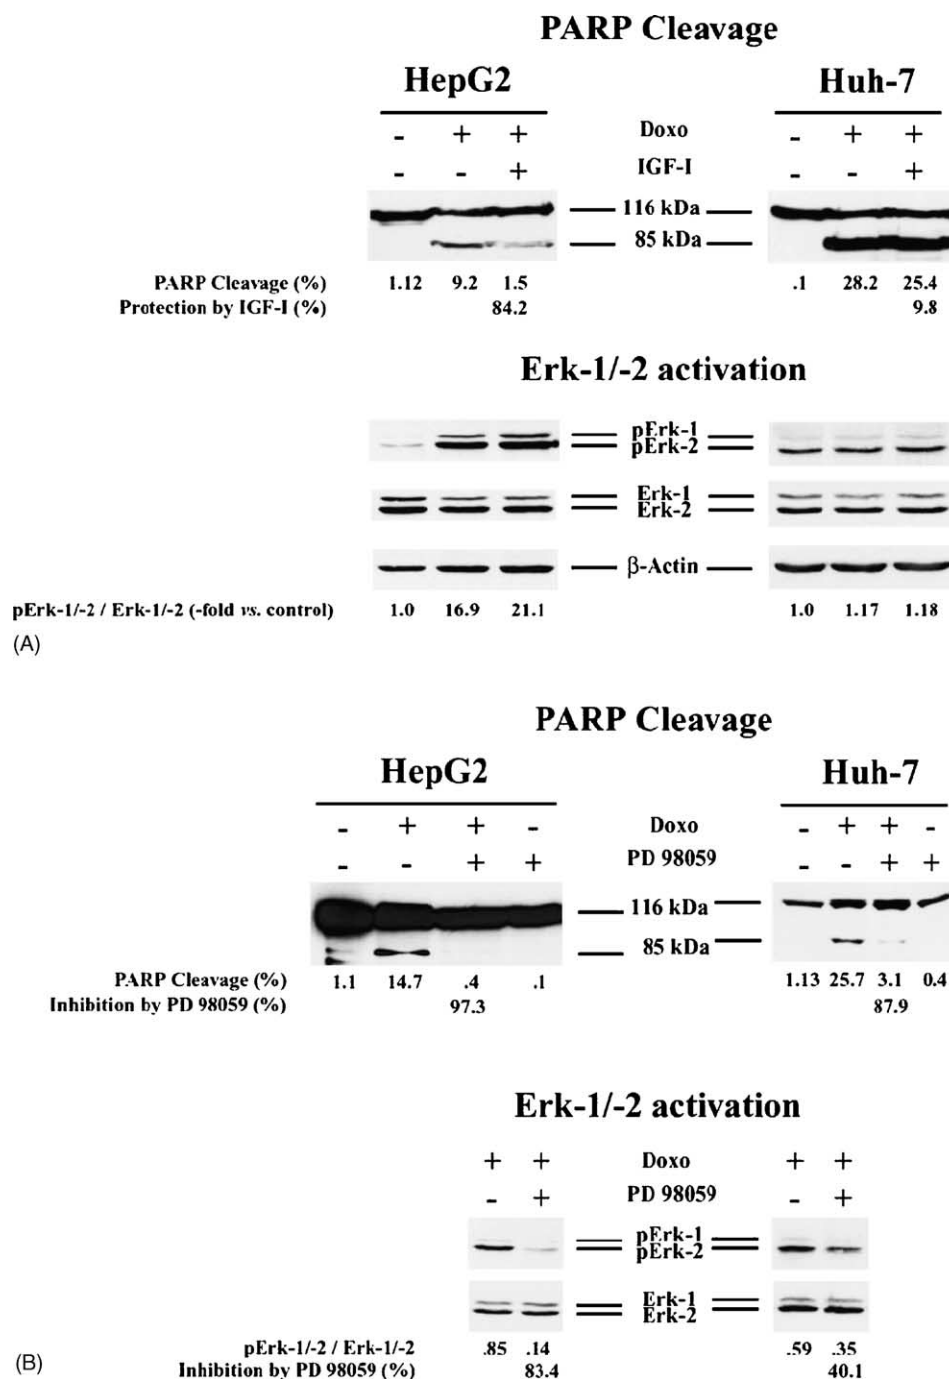 PARP Cleavage
HepG2 Huh-7
- + + Doxo - + +
- - + IGF-I - - +
116 kDa
85 kDa
PARP Cleavage (%) 1.12 9.2 1.5 .1 28.2 25.4
Protection by IGF-I (%) 84.2 9.8
Erk-1/-2 activation
pErk-1
pErk-2
Erk-1
Erk-2
β-Actin
pErk-1/-2 / Erk-1/-2 (-fold vs. control) 1.0 16.9 21.1 1.0 1.17 1.18
(A)
PARP Cleavage
HepG2 Huh-7
- + + - Doxo - + + -
- - + + PD 98059 - - + +
116 kDa
85 kDa
PARP Cleavage (%) 1.1 14.7 .4 .1 1.13 25.7 3.1 0.4
Inhibition by PD 98059 (%) 97.3 87.9
Erk-1/-2 activation
+ + Doxo + +
- + PD 98059 - +
pErk-1
pErk-2
Erk-1
Erk-2
pErk-1/-2 / Erk-1/-2 .85 .14 .59 .35
(B)
Inhibition by PD 98059 (%) 83.4 40.1